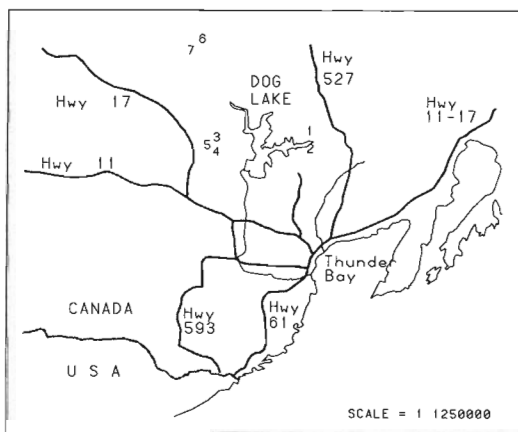 7 6
Hwy
527
DOG
LAKE
Hwy
11-17
Hwy 17
5 3
4
1
2
Hwy 11
Thunder
Bay
CANADA
Hwy
593
Hwy
61
U S A
SCALE = 1 1250000